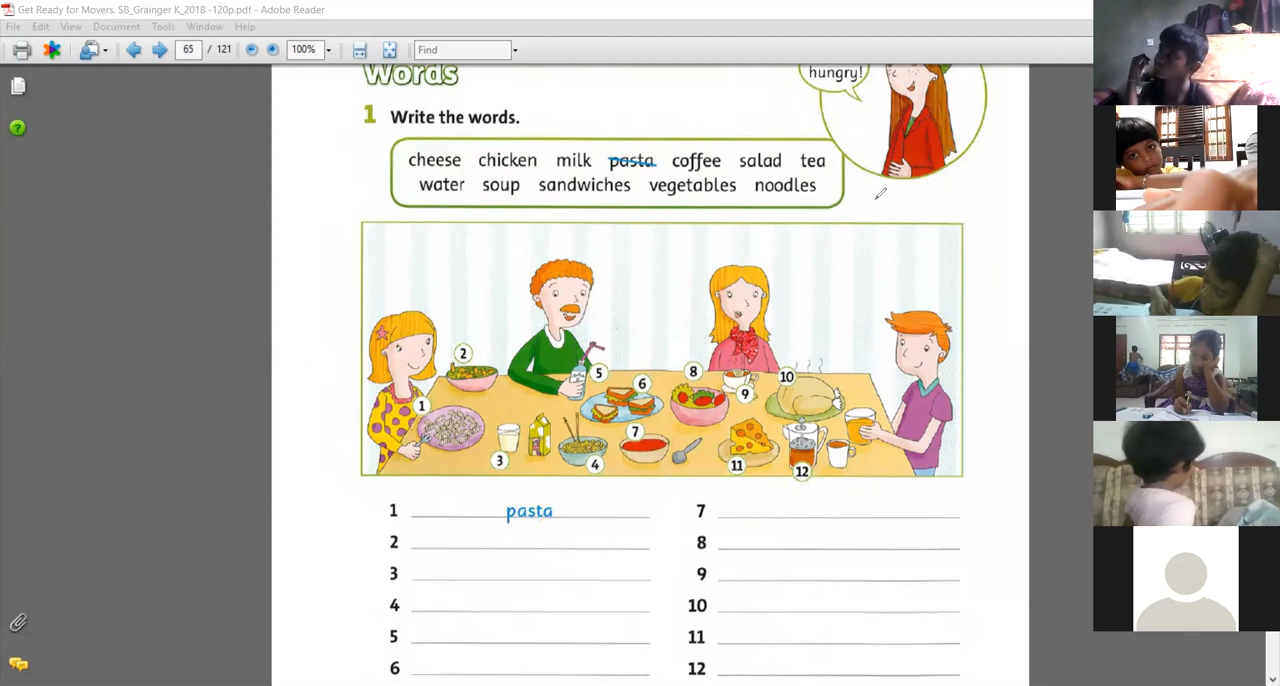 Get Ready for Movers. SB_Grainger K_2018 -120p.pdf - Adobe Reader
File Edit View Document Tools Window Help
65 / 121 100% Find
Words
hungry!
1 Write the words.
cheese chicken milk pasta coffee salad tea
water soup sandwiches vegetables noodles
2
5
6
8
10
9
1
7
3
4
11
12
1 pasta
2
3
4
5
6
7
8
9
10
11
12